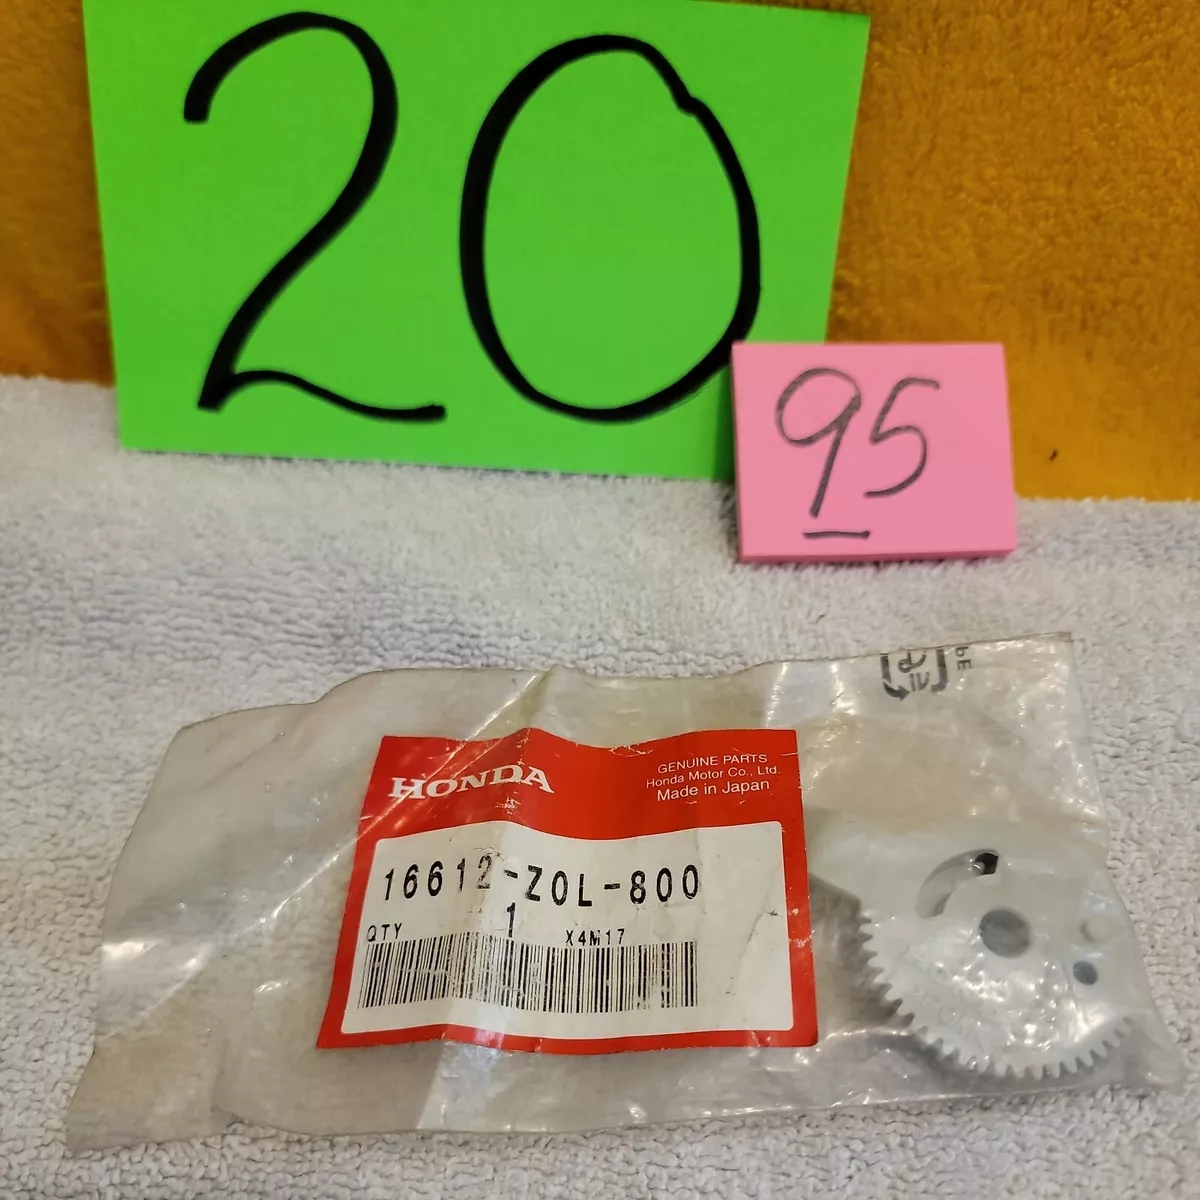 20
95
HONDA
GENUINE PARTS
Honda Motor Co., Ltd.
Made in Japan
16612-Z0L-800
QTY 1 X4M17